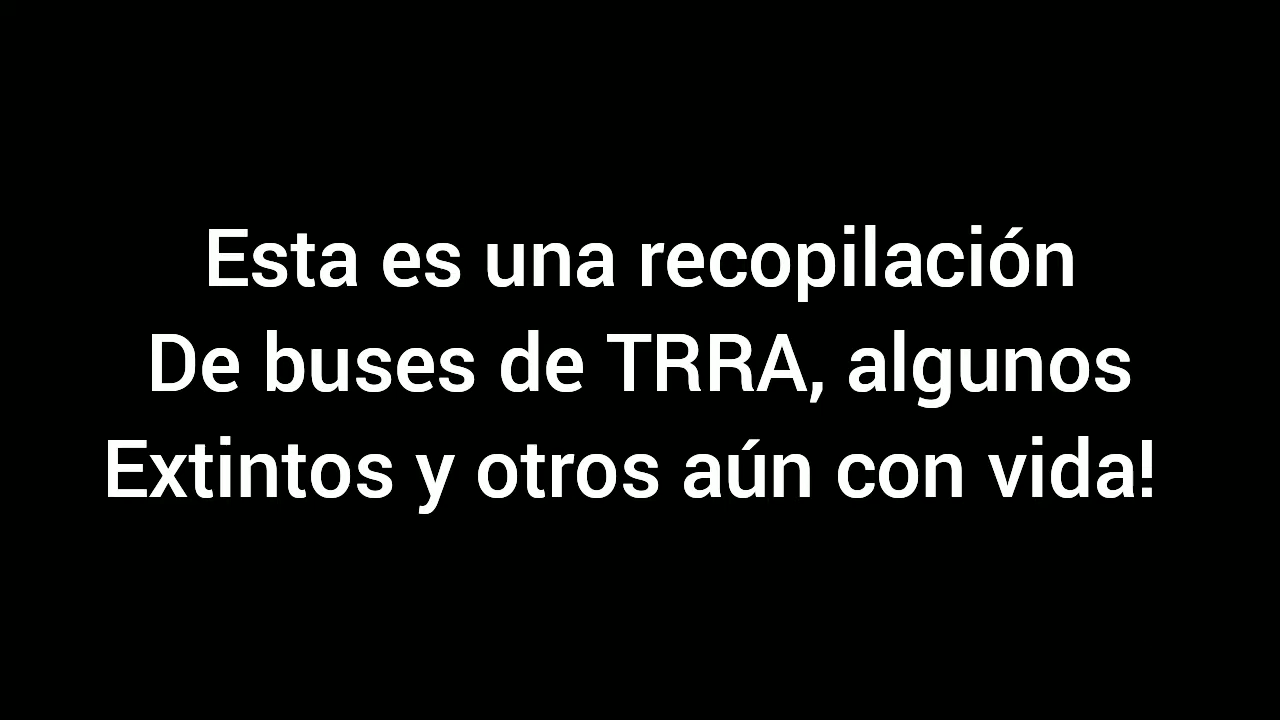 Esta es una recopilación
De buses de TRRA, algunos
Extintos y otros aún con vida!